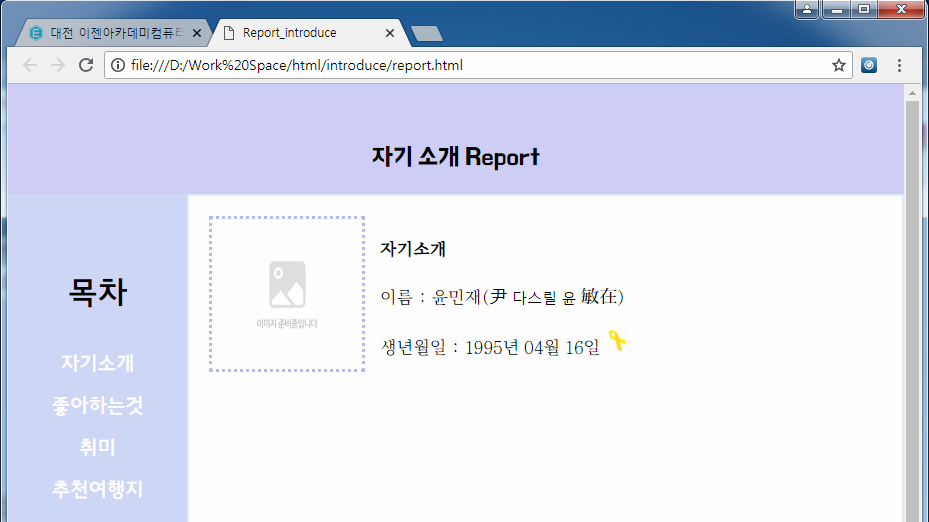 대전 이젠아카데미컴퓨터
Report_introduce
file:///D:/Work%20Space/html/introduce/report.html
자기 소개 Report
목차
자기소개
좋아하는것
취미
추천여행지
이미지 준비중입니다
자기소개
이름 : 윤민재(尹 다스릴 윤 敏在)
생년월일 : 1995년 04월 16일